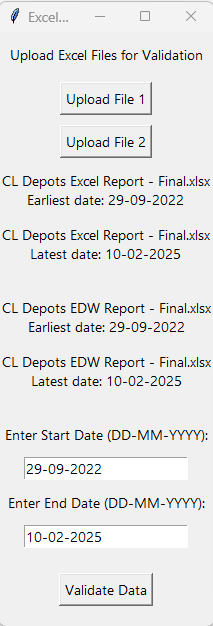 Excel...
Upload Excel Files for Validation
Upload File 1
Upload File 2
CL Depots Excel Report - Final.xlsx
Earliest date: 29-09-2022
CL Depots Excel Report - Final.xlsx
Latest date: 10-02-2025
CL Depots EDW Report - Final.xlsx
Earliest date: 29-09-2022
CL Depots EDW Report - Final.xlsx
Latest date: 10-02-2025
Enter Start Date (DD-MM-YYYY):
29-09-2022
Enter End Date (DD-MM-YYYY):
10-02-2025
Validate Data